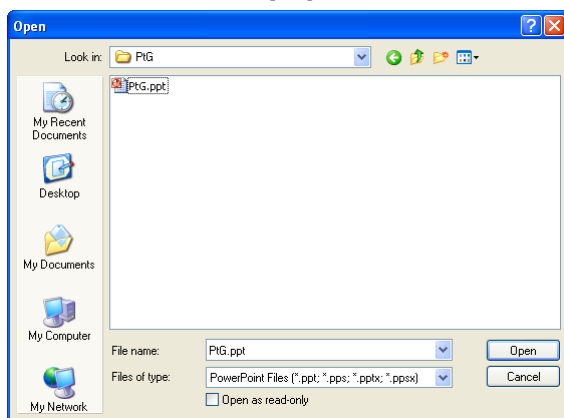 Open
Look in:
PtG
PtG.ppt
My Recent
Documents
Desktop
My Documents
My Computer
My Network
File name:
PtG.ppt
Open
Files of type:
PowerPoint Files (*.ppt; *.pps; *.pptx; *.ppsx)
Cancel
Open as read-only